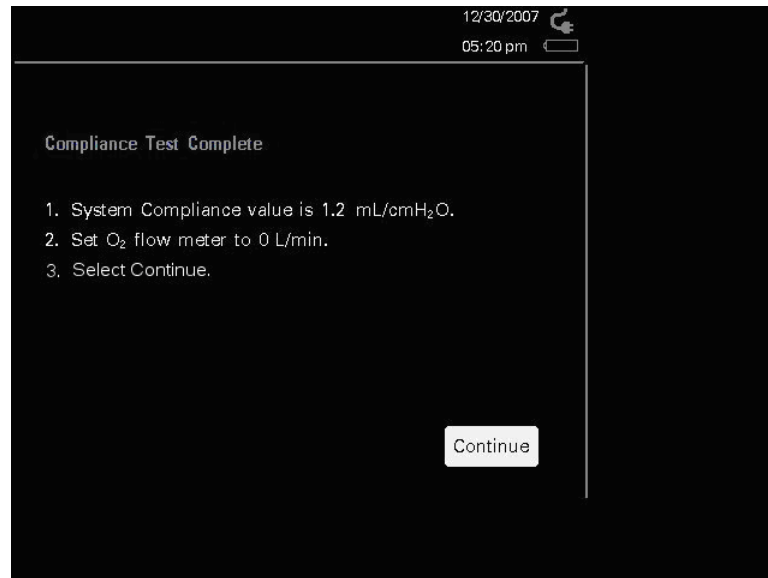 12/30/2007
05:20 pm
Compliance Test Complete
1. System Compliance value is 1.2 mL/cmH₂O.
2. Set O₂ flow meter to 0 L/min.
3. Select Continue.
Continue